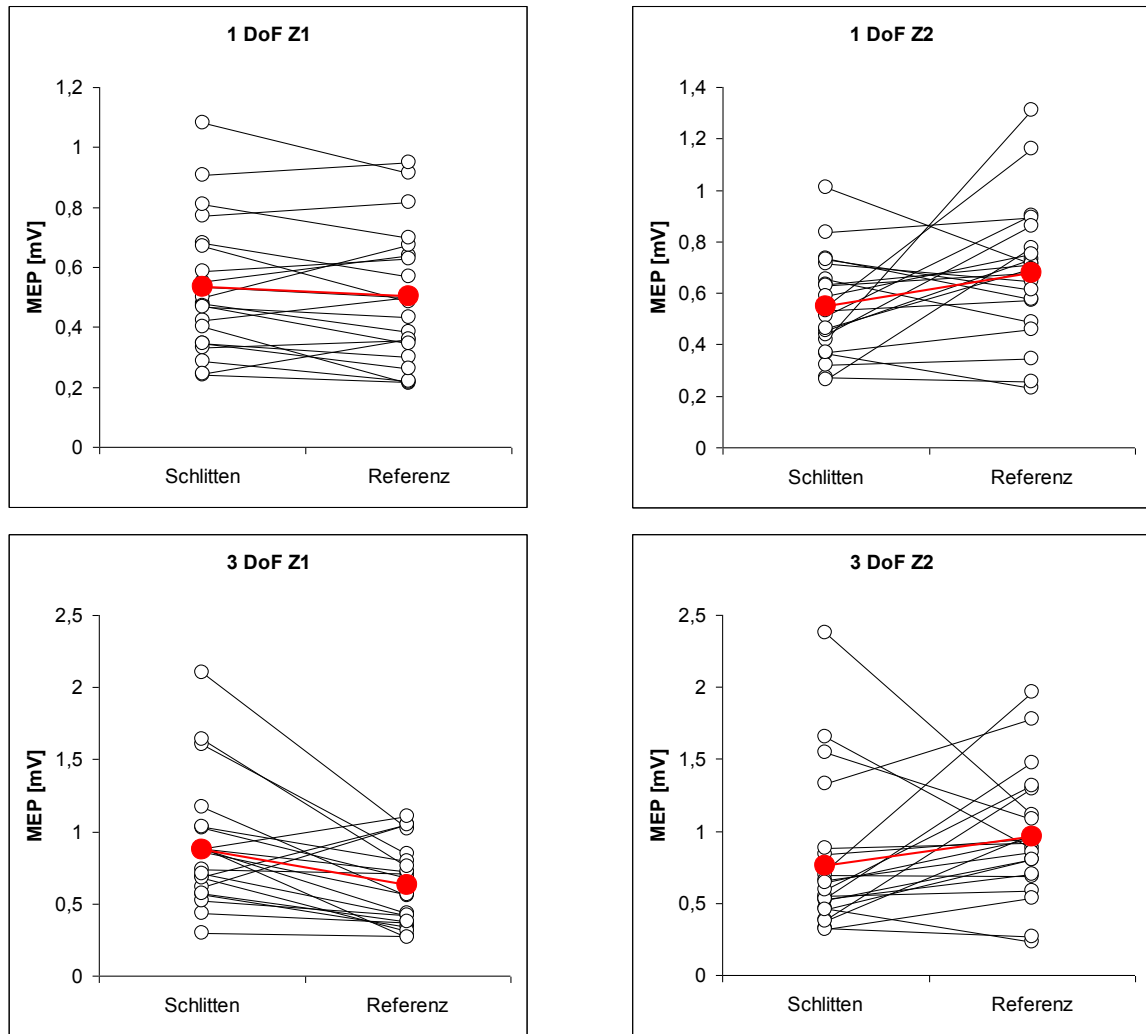 1 DoF Z1
1,2
1
0,8
0,6
0,4
0,2
0
MEP [mV]
Schlitten Referenz
1 DoF Z2
1,4
1,2
1
0,8
0,6
0,4
0,2
0
MEP [mV]
Schlitten Referenz
3 DoF Z1
2,5
2
1,5
1
0,5
0
MEP [mV]
Schlitten Referenz
3 DoF Z2
2,5
2
1,5
1
0,5
0
MEP [mV]
Schlitten Referenz